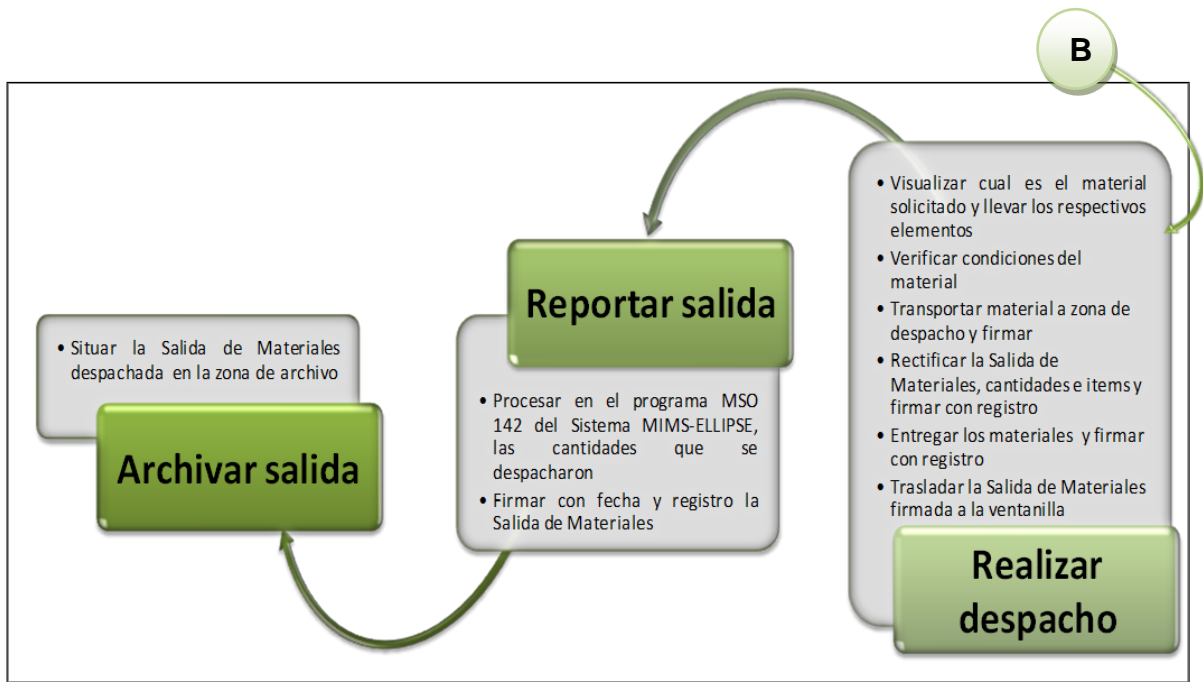 B
• Visualizar cual es el material
solicitado y llevar los respectivos
elementos
• Verificar condiciones del
material
• Transportar material a zona de
despacho y firmar
• Rectificar la Salida de
Materiales, cantidades e items y
firmar con registro
• Entregar los materiales y firmar
con registro
• Trasladar la Salida de Materiales
firmada a la ventanilla
Realizar
despacho
Reportar salida
• Procesar en el programa MSO
142 del Sistema MIMS-ELLIPSE,
las cantidades que se
despacharon
• Firmar con fecha y registro la
Salida de Materiales
• Situar la Salida de Materiales
despachada en la zona de archivo
Archivar salida